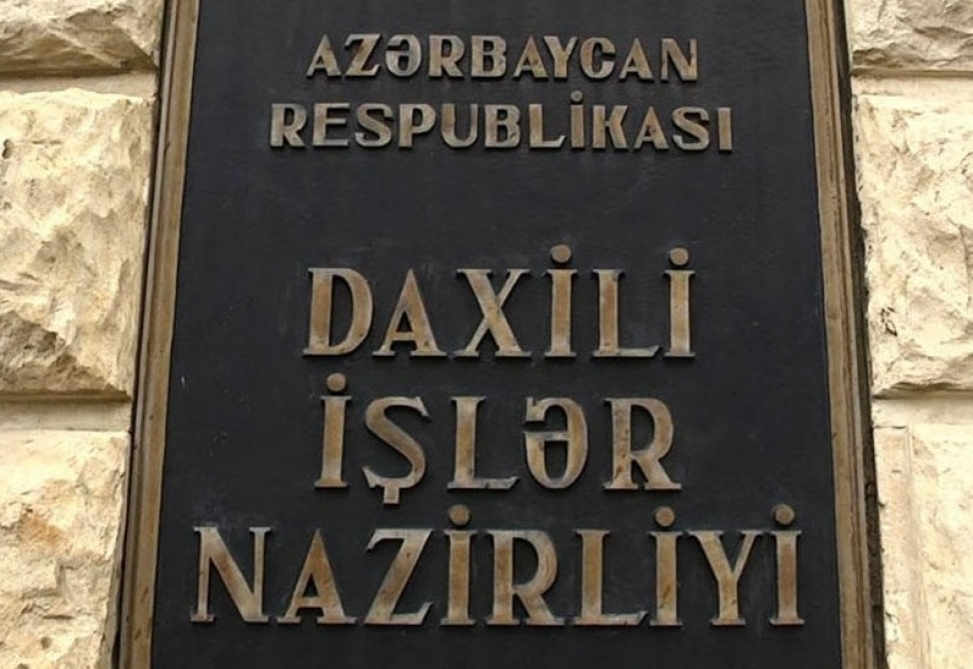 AZƏRBAYCAN
RESPUBLİKASI
DAXİLİ
İŞLƏR
NAZİRLİYİ